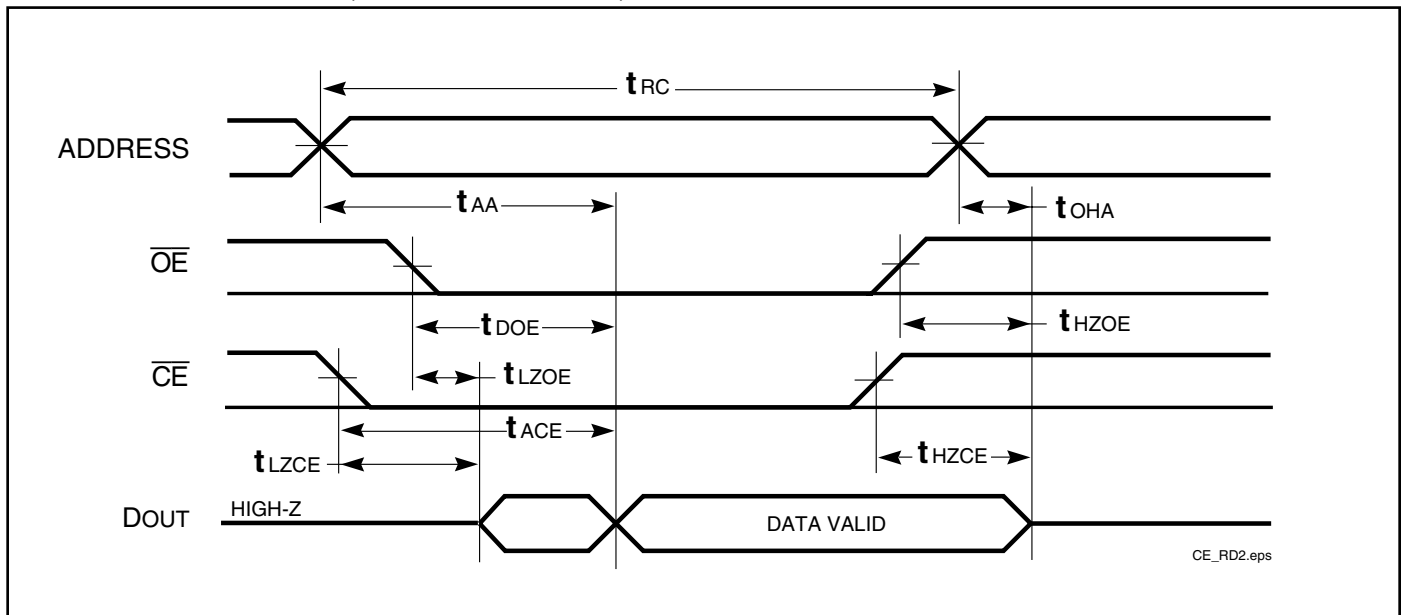 tRC
ADDRESS
tAA
tOHA
OE
tDOE
tHZOE
CE
tLZOE
tACE
tLZCE
tHZCE
DOUT
HIGH-Z
DATA VALID
CE_RD2.eps